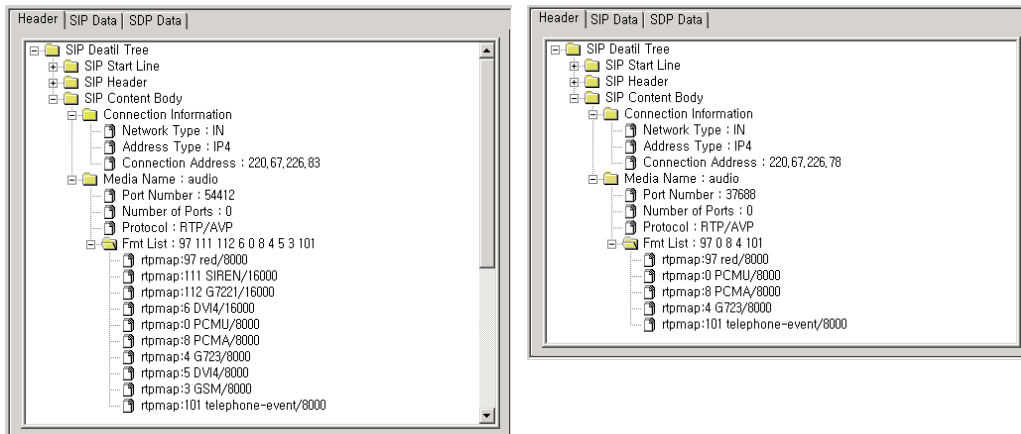 Header SIP Data SDP Data
SIP Deatil Tree
SIP Start Line
SIP Header
SIP Content Body
Connection Information
Network Type : IN
Address Type : IP4
Connection Address : 220,67,226,83
Media Name : audio
Port Number : 54412
Number of Ports : 0
Protocol : RTP/AVP
Fmt List : 97 111 112 6 0 8 4 5 3 101
rtpmap:97 red/8000
rtpmap:111 SIREN/16000
rtpmap:112 G7221/16000
rtpmap:6 DVI4/16000
rtpmap:0 PCMU/8000
rtpmap:8 PCMA/8000
rtpmap:4 G723/8000
rtpmap:5 DVI4/8000
rtpmap:3 GSM/8000
rtpmap:101 telephone-event/8000
Header SIP Data SDP Data
SIP Deatil Tree
SIP Start Line
SIP Header
SIP Content Body
Connection Information
Network Type : IN
Address Type : IP4
Connection Address : 220,67,226,78
Media Name : audio
Port Number : 37688
Number of Ports : 0
Protocol : RTP/AVP
Fmt List : 97 0 8 4 101
rtpmap:97 red/8000
rtpmap:0 PCMU/8000
rtpmap:8 PCMA/8000
rtpmap:4 G723/8000
rtpmap:101 telephone-event/8000